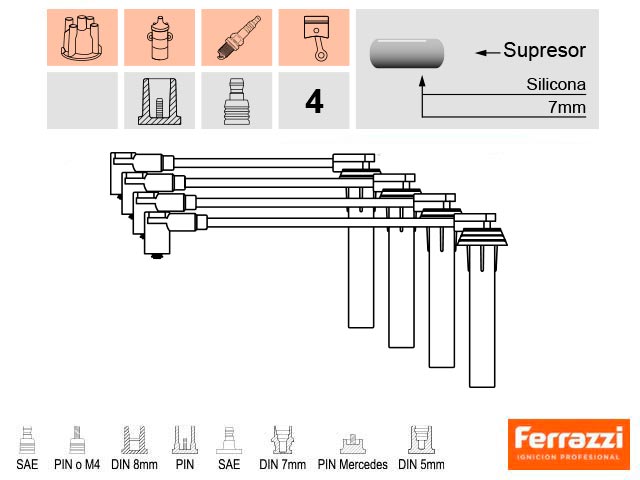 Supresor
Silicona
7mm
4
SAE PIN o M4 DIN 8mm PIN SAE DIN 7mm PIN Mercedes DIN 5mm
Ferrazzi
IGNICION PROFESIONAL